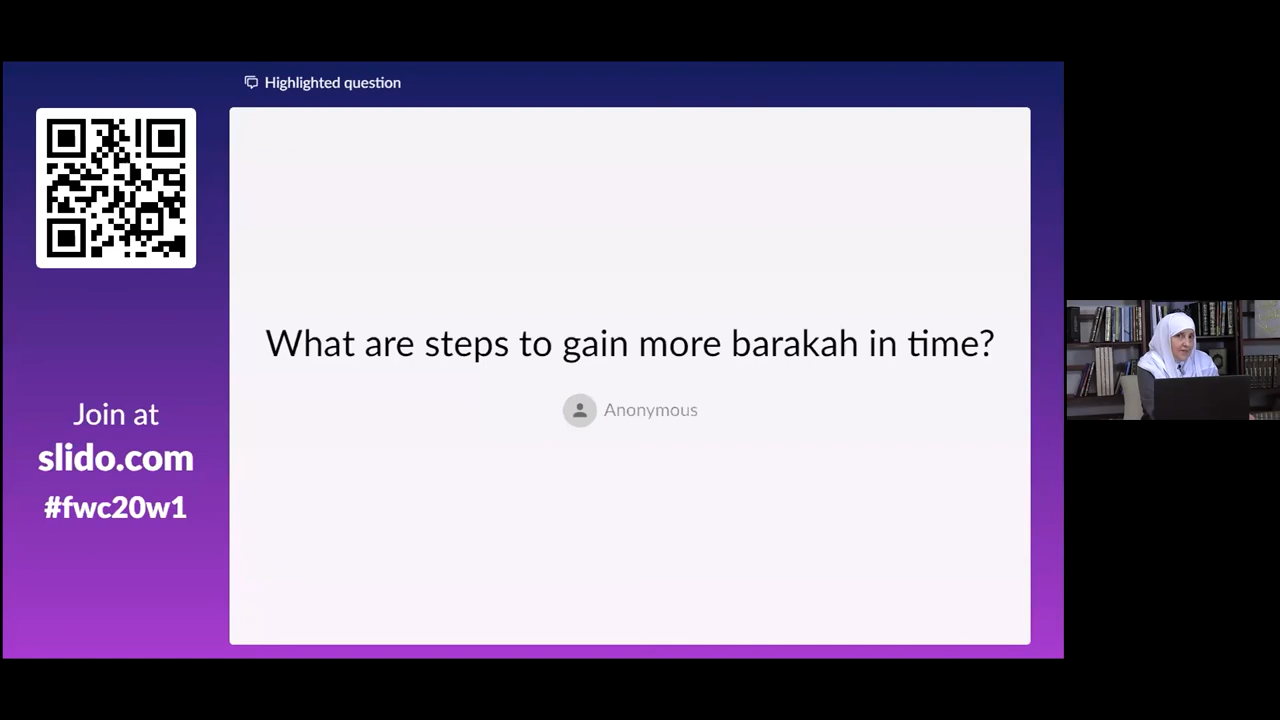 Highlighted question
What are steps to gain more barakah in time?
Anonymous
Join at
slido.com
#fwc20w1